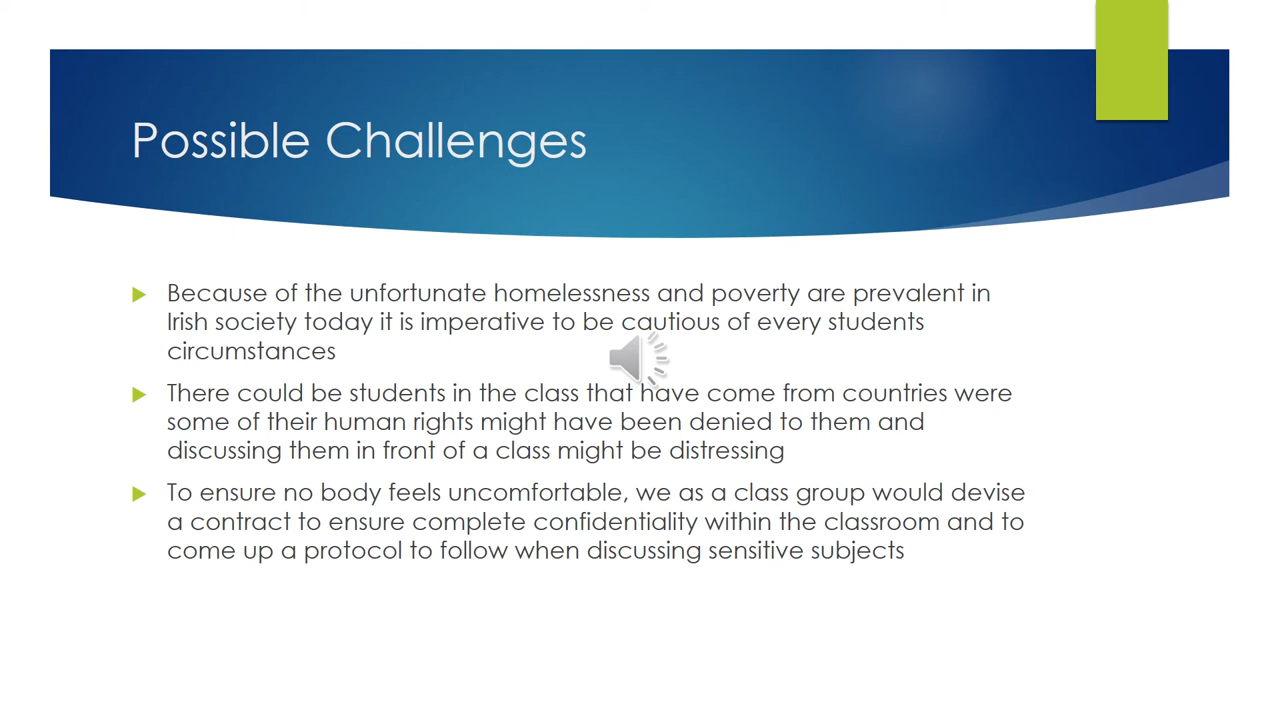 Possible Challenges
Because of the unfortunate homelessness and poverty are prevalent in
Irish society today it is imperative to be cautious of every students
circumstances
There could be students in the class that have come from countries were
some of their human rights might have been denied to them and
discussing them in front of a class might be distressing
To ensure no body feels uncomfortable, we as a class group would devise
a contract to ensure complete confidentiality within the classroom and to
come up a protocol to follow when discussing sensitive subjects